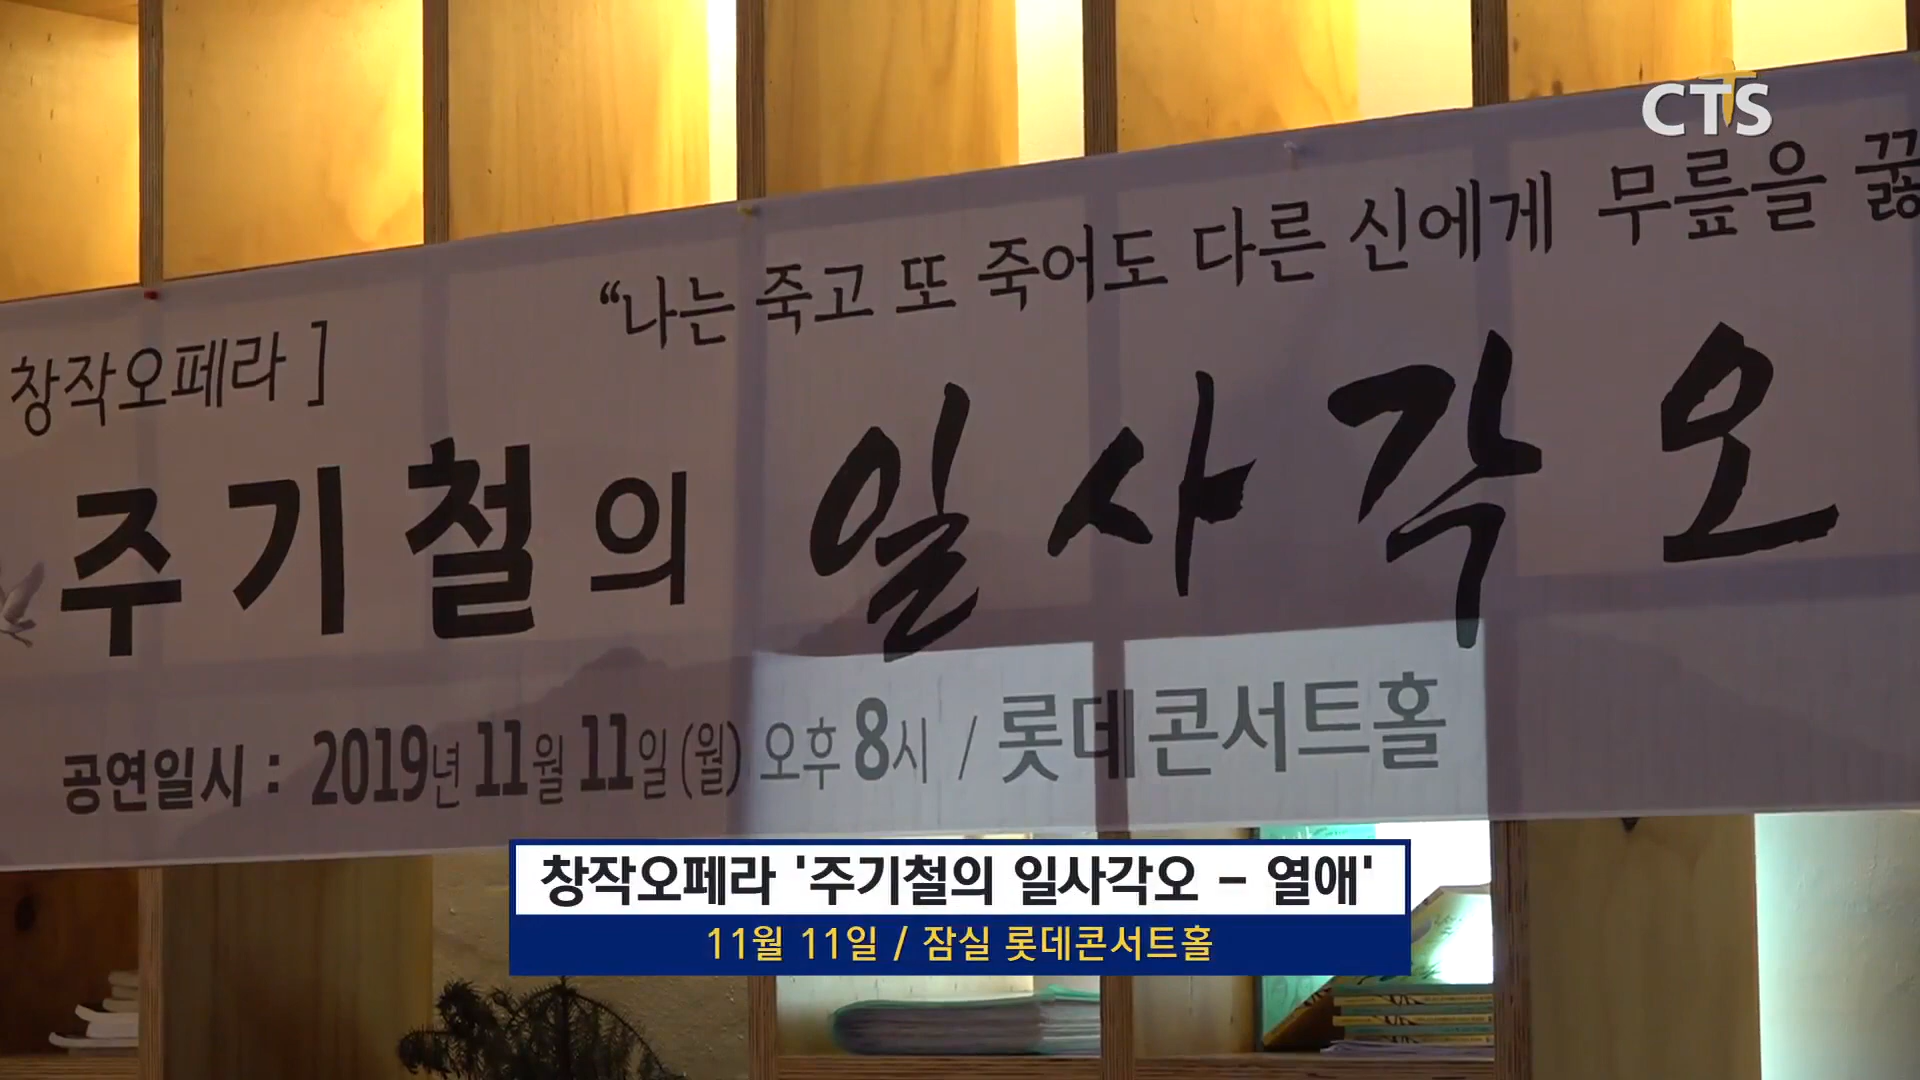 CTS
“나는 죽고 또 죽어도 다른 신에게 무릎을
창작오페라 ]
주기철의 일사각오
공연일시 : 2019년 11월 11일 (월) 오후 8시 / 롯데콘서트홀
창작오페라 '주기철의 일사각오 - 열애'
11월 11일 / 잠실 롯데콘서트홀